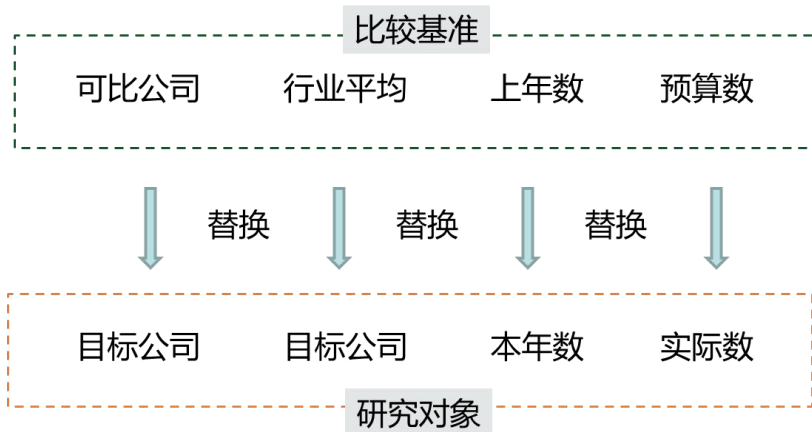 比较基准
可比公司 行业平均 上年数 预算数
替换 替换 替换
目标公司 目标公司 本年数 实际数
研究对象